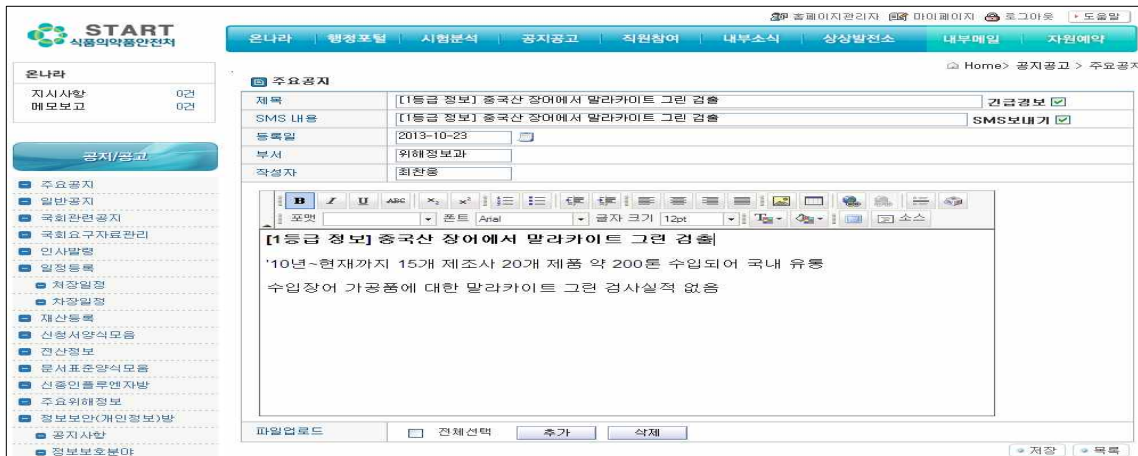 홈페이지관리자 마이페이지 로그아웃 도움말
START
식품의약품안전처
온나라 행정포털 시험분석 공지공고 직원참여 내부소식 상상발전소 내부메일 자원예약
Home> 공지공고 > 주요공지
온나라
지시사항 0건
메모보고 0건
공지/공고
주요공지
일반공지
국회관련공지
국회요구자료관리
인사발령
일정등록
처장일정
차장일정
재산등록
신청서양식모음
전산정보
문서표준양식모음
신종인플루엔자방
주요위해정보
정보보안(개인정보)방
공지사항
정보보호분야
주요공지
제목 [1등급 정보] 중국산 장어에서 말라카이트 그린 검출 긴급경보
SMS 내용 [1등급 정보] 중국산 장어에서 말라카이트 그린 검출 SMS보내기
등록일 2013-10-23
부서 위해정보과
작성자 최찬웅
B I U ABC x₂ x²
포맷 폰트 Arial 글자 크기 12pt 소스
[1등급 정보] 중국산 장어에서 말라카이트 그린 검출
'10년~현재까지 15개 제조사 20개 제품 약 200톤 수입되어 국내 유통
수입장어 가공품에 대한 말라카이트 그린 검사실적 없음
파일업로드 전체선택 추가 삭제
저장 목록